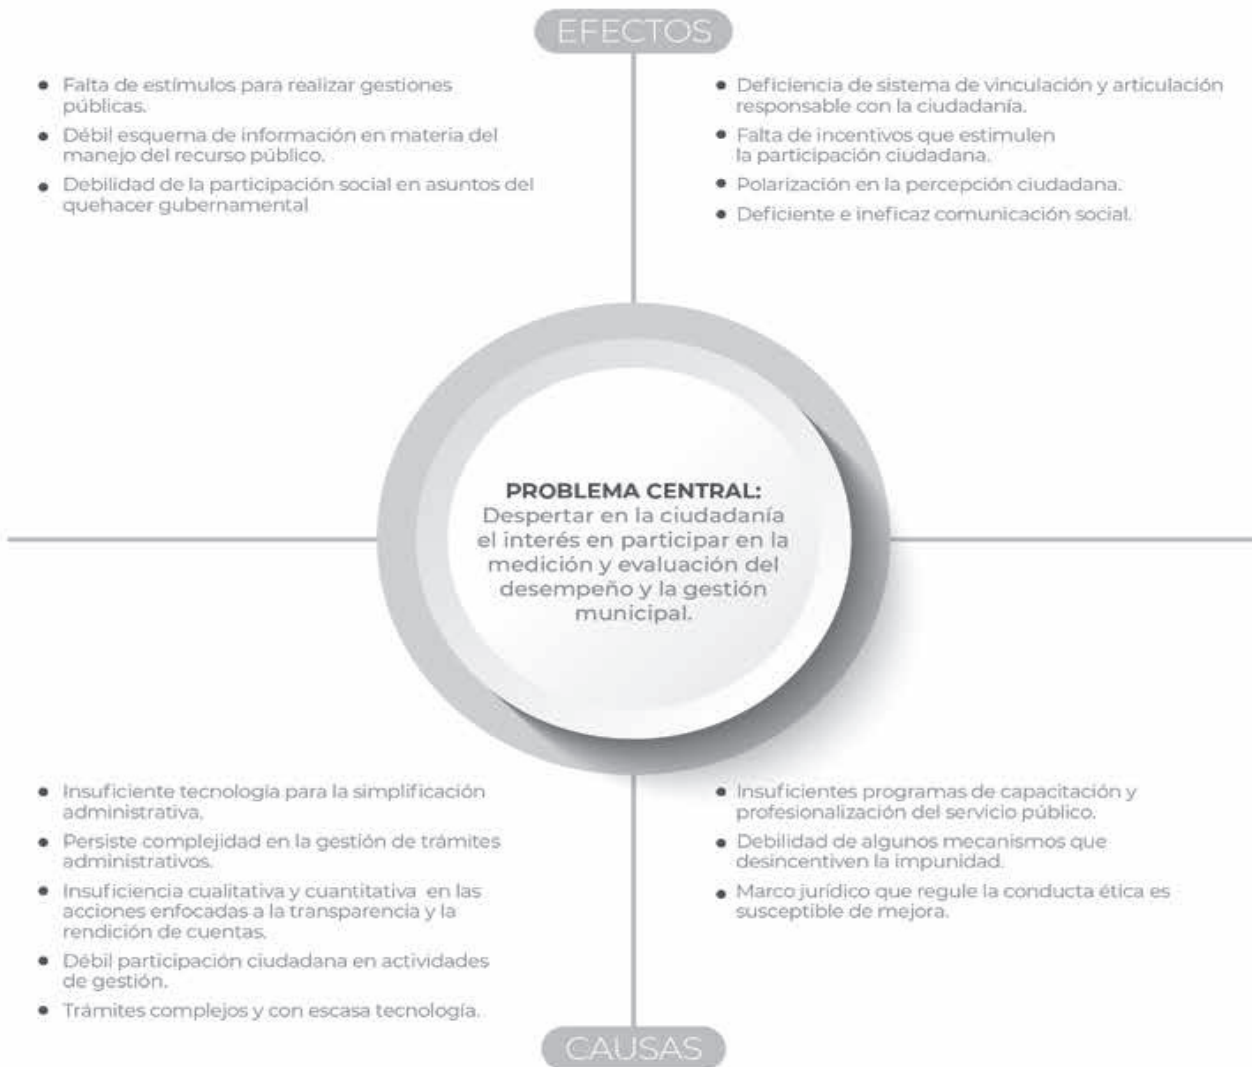 EFECTOS
Falta de estímulos para realizar gestiones
públicas.
Débil esquema de información en materia del
manejo del recurso público.
Debilidad de la participación social en asuntos del
quehacer gubernamental
Deficiencia de sistema de vinculación y articulación
responsable con la ciudadanía.
Falta de incentivos que estimulen
la participación ciudadana.
Polarización en la percepción ciudadana.
Deficiente e ineficaz comunicación social.
PROBLEMA CENTRAL:
Despertar en la ciudadanía
el interés en participar en la
medición y evaluación del
desempeño y la gestión
municipal.
Insuficiente tecnología para la simplificación
administrativa.
Persiste complejidad en la gestión de trámites
administrativos.
Insuficiencia cualitativa y cuantitativa en las
acciones enfocadas a la transparencia y la
rendición de cuentas.
Débil participación ciudadana en actividades
de gestión.
Trámites complejos y con escasa tecnología.
Insuficientes programas de capacitación y
profesionalización del servicio público.
Debilidad de algunos mecanismos que
desincentiven la impunidad.
Marco jurídico que regule la conducta ética es
susceptible de mejora.
CAUSAS